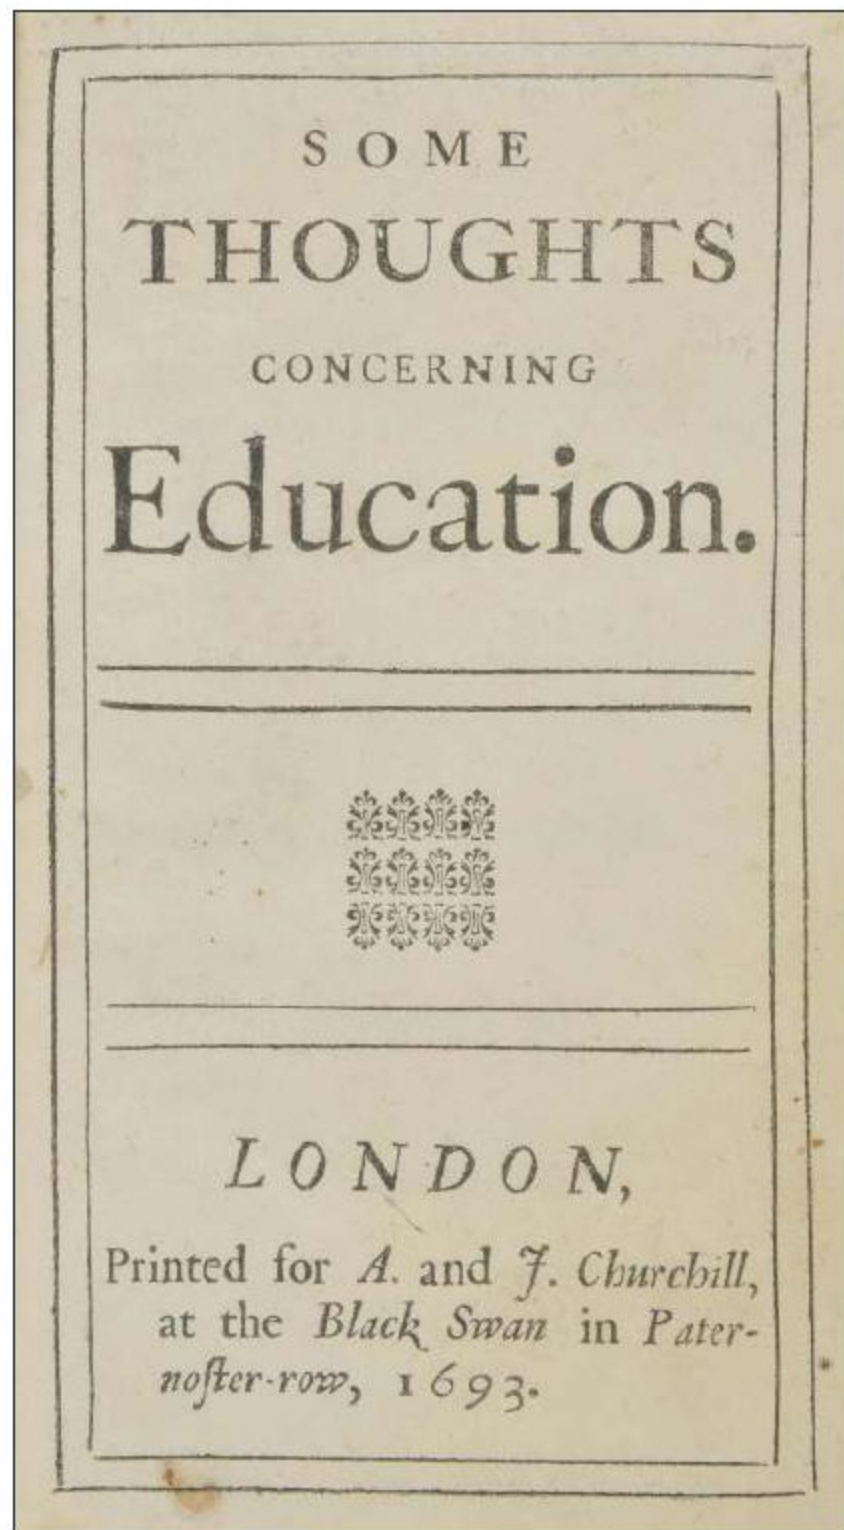 SOME
THOUGHTS
CONCERNING
Education.
LONDON,
Printed for A. and J. Churchill,
at the Black Swan in Pater-
noſter-row, 1693.